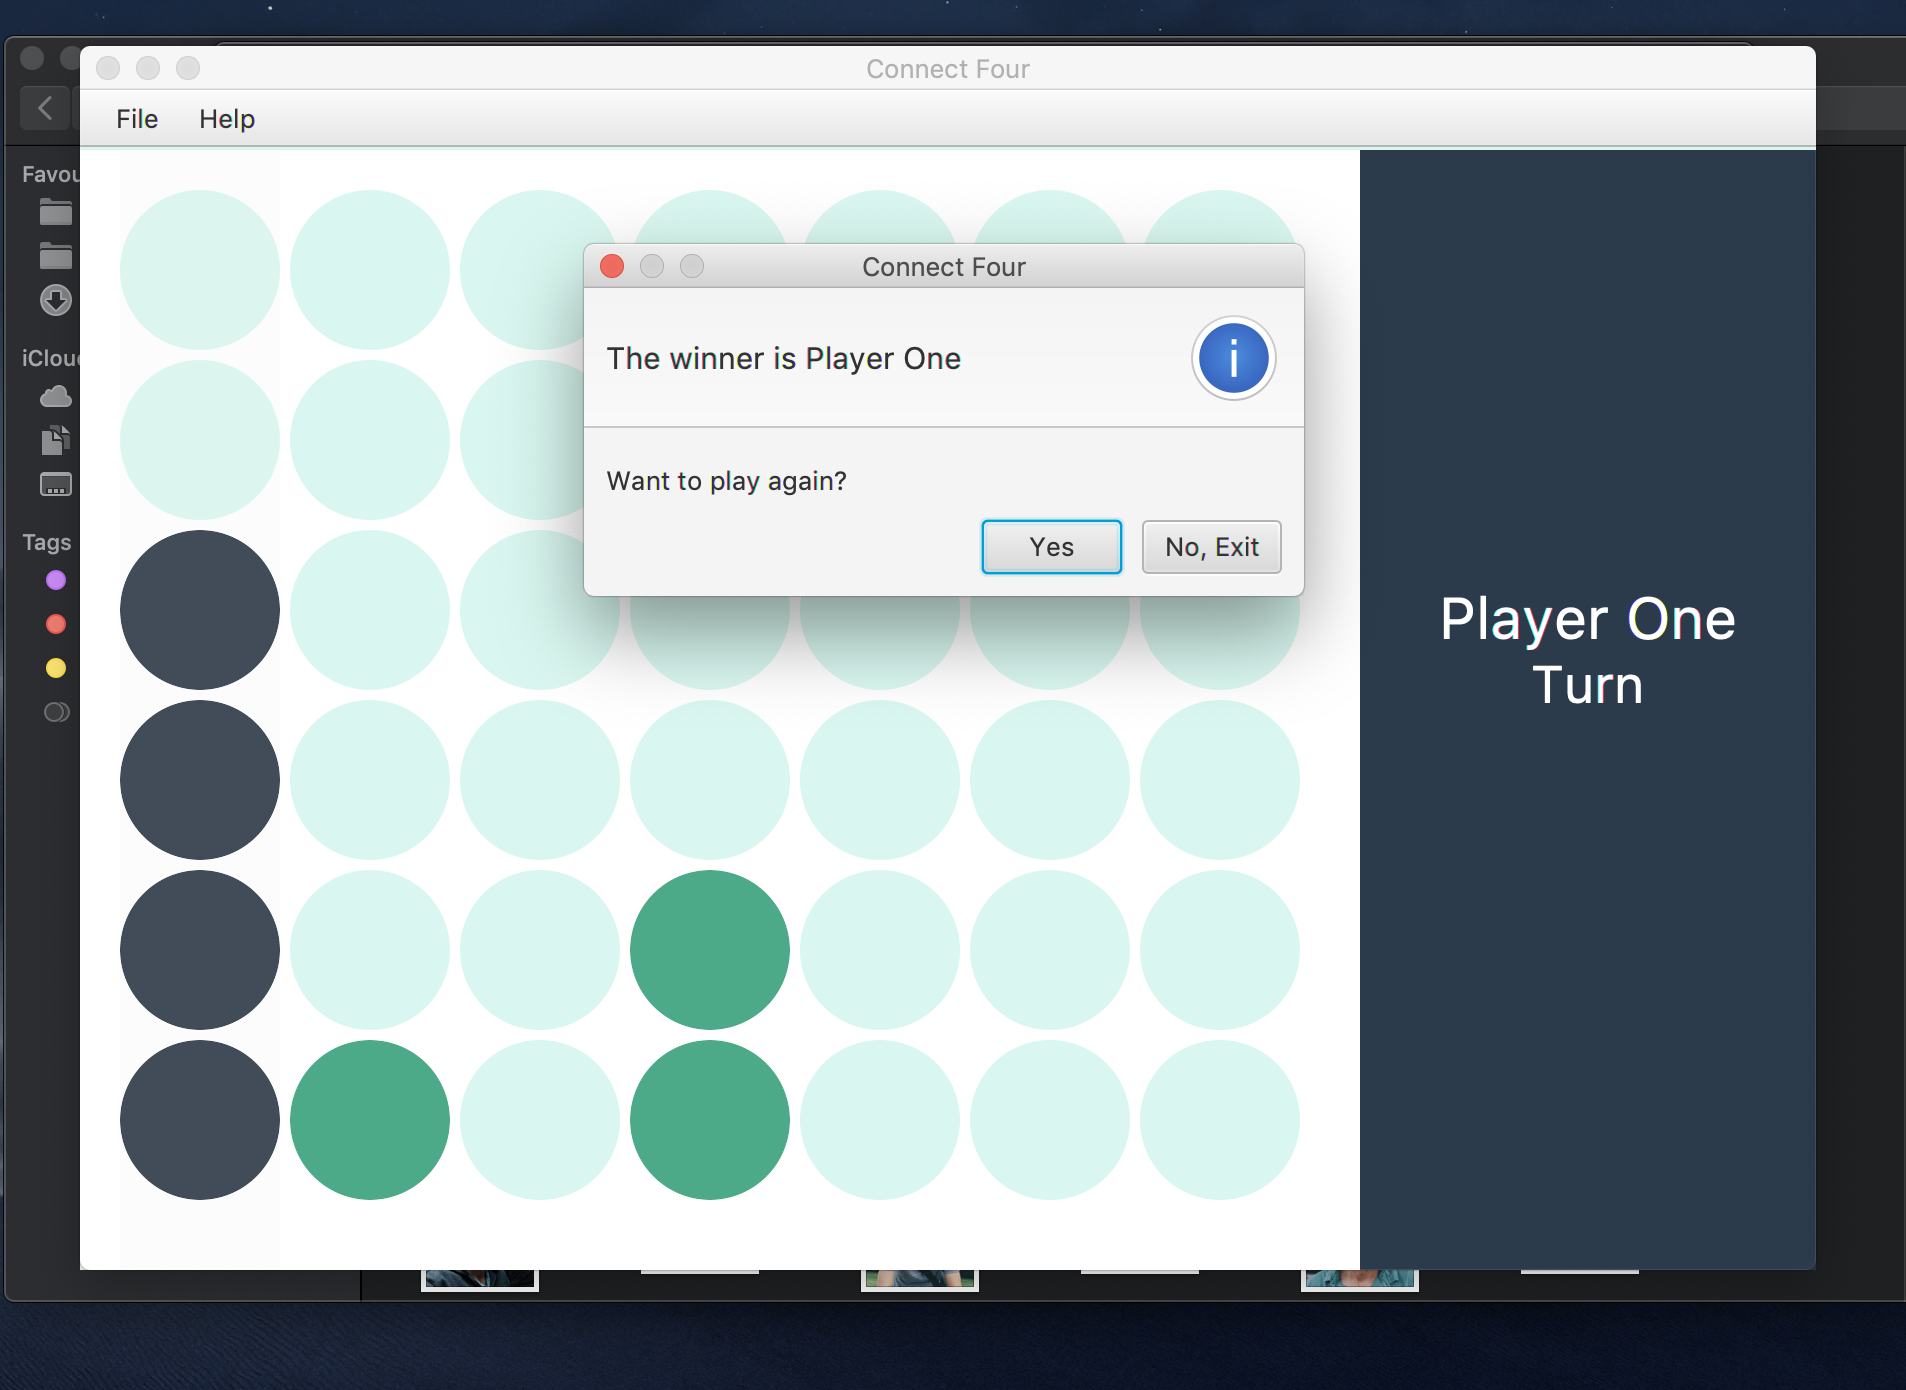 Connect Four
File Help
Favou
iClou
Tags
Connect Four
The winner is Player One
i
Want to play again?
Yes
No, Exit
Player One
Turn